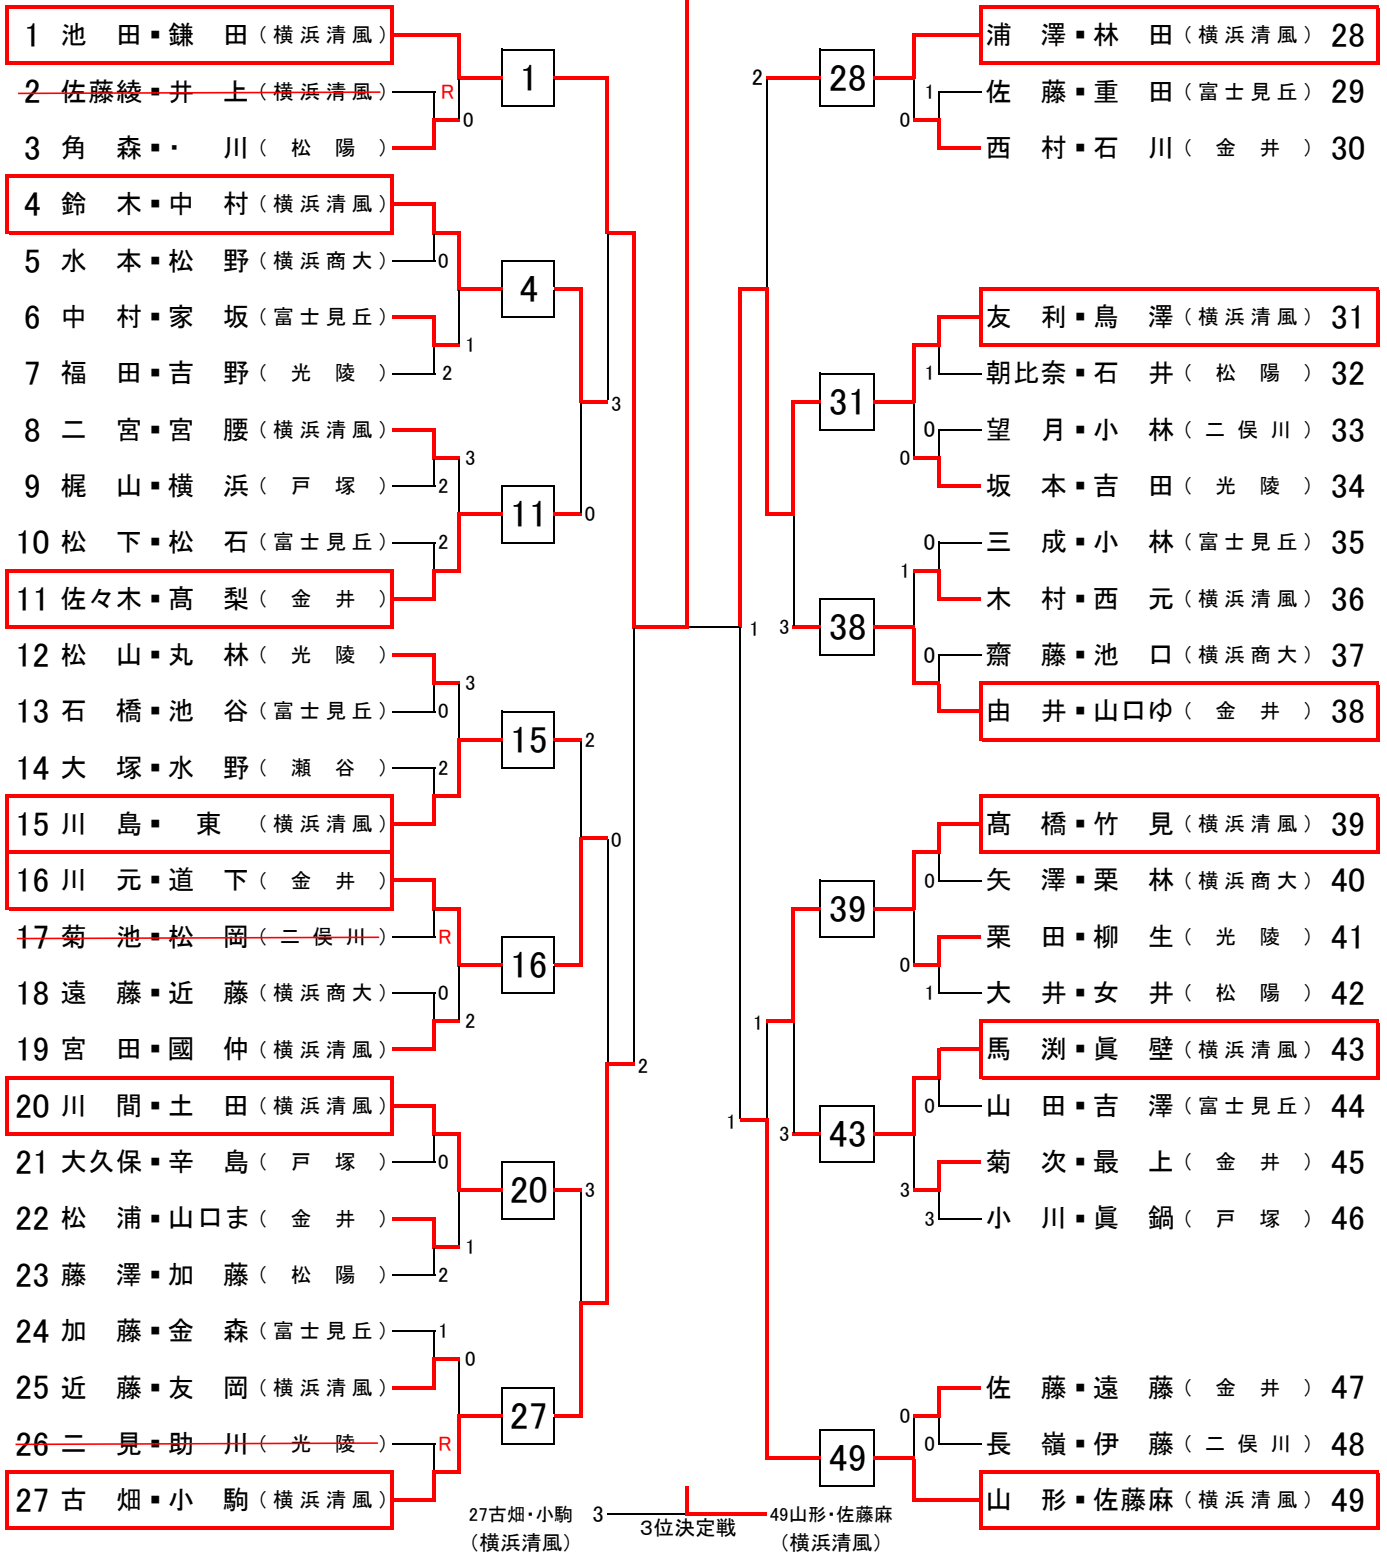 1 池 田・鎌 田（横浜清風）
2 佐藤綾・井 上（横浜清風） R
0
3 角 森・・ 川（ 松 陽 ）
1
4 鈴 木・中 村（横浜清風）
5 水 本・松 野（横浜商大） 0
4
6 中 村・家 坂（富士見丘）
1
7 福 田・吉 野（ 光 陵 ） 2
3
8 二 宮・宮 腰（横浜清風）
3
9 梶 山・横 浜（ 戸 塚 ） 2
11 0
10 松 下・松 石（富士見丘） 2
11 佐々木・髙 梨（ 金 井 ）
12 松 山・丸 林（ 光 陵 ）
3
13 石 橋・池 谷（富士見丘） 0
15 2
14 大 塚・水 野（ 瀬 谷 ） 2
15 川 島・ 東 （横浜清風）
0
16 川 元・道 下（ 金 井 ）
17 菊 池・松 岡（ 二 俣 川 ） R
16
18 遠 藤・近 藤（横浜商大） 0
2
19 宮 田・國 仲（横浜清風）
2
20 川 間・土 田（横浜清風）
21 大久保・辛 島（ 戸 塚 ） 0
20 3
22 松 浦・山口ま（ 金 井 ）
1
23 藤 澤・加 藤（ 松 陽 ） 2
24 加 藤・金 森（富士見丘） 1
0
25 近 藤・友 岡（横浜清風）
27
26 二 見・助 川（ 光 陵 ） R
27 古 畑・小 駒（横浜清風）
浦 澤・林 田（横浜清風） 28
2 28
1 佐 藤・重 田（富士見丘） 29
0
西 村・石 川（ 金 井 ） 30
友 利・鳥 澤（横浜清風） 31
1 朝比奈・石 井（ 松 陽 ） 32
31
0 望 月・小 林（ 二 俣 川 ） 33
0
坂 本・吉 田（ 光 陵 ） 34
0 三 成・小 林（富士見丘） 35
1
木 村・西 元（横浜清風） 36
1 3 38
0 齋 藤・池 口（横浜商大） 37
由 井・山口ゆ（ 金 井 ） 38
髙 橋・竹 見（横浜清風） 39
0 矢 澤・栗 林（横浜商大） 40
39
栗 田・柳 生（ 光 陵 ） 41
0
1 大 井・女 井（ 松 陽 ） 42
1
馬 渕・眞 壁（横浜清風） 43
0 山 田・吉 澤（富士見丘） 44
1 3 43
菊 次・最 上（ 金 井 ） 45
3
3 小 川・眞 鍋（ 戸 塚 ） 46
佐 藤・遠 藤（ 金 井 ） 47
0
0 長 嶺・伊 藤（ 二 俣 川 ） 48
49
山 形・佐藤麻（横浜清風） 49
27古畑・小駒 3 3位決定戦 49山形・佐藤麻
（横浜清風） （横浜清風）